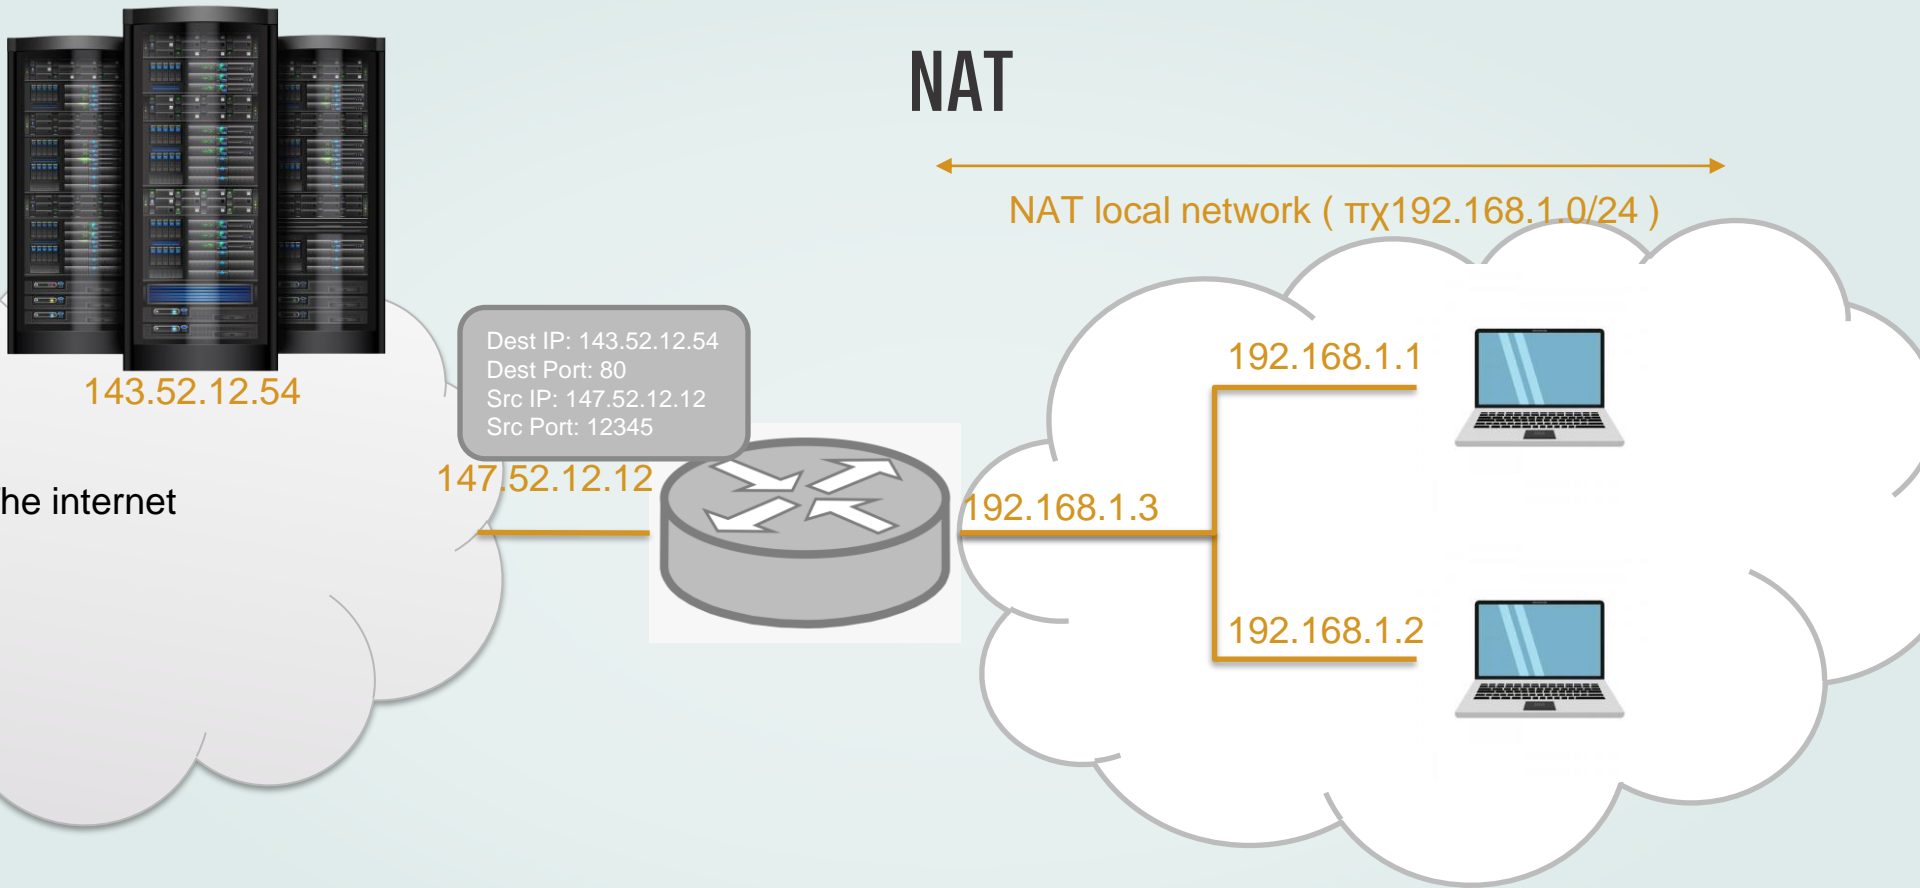 NAT
NAT local network ( πχ192.168.1.0/24 )
Dest IP: 143.52.12.54
Dest Port: 80
Src IP: 147.52.12.12
Src Port: 12345
143.52.12.54
147.52.12.12
he internet
192.168.1.1
192.168.1.3
192.168.1.2